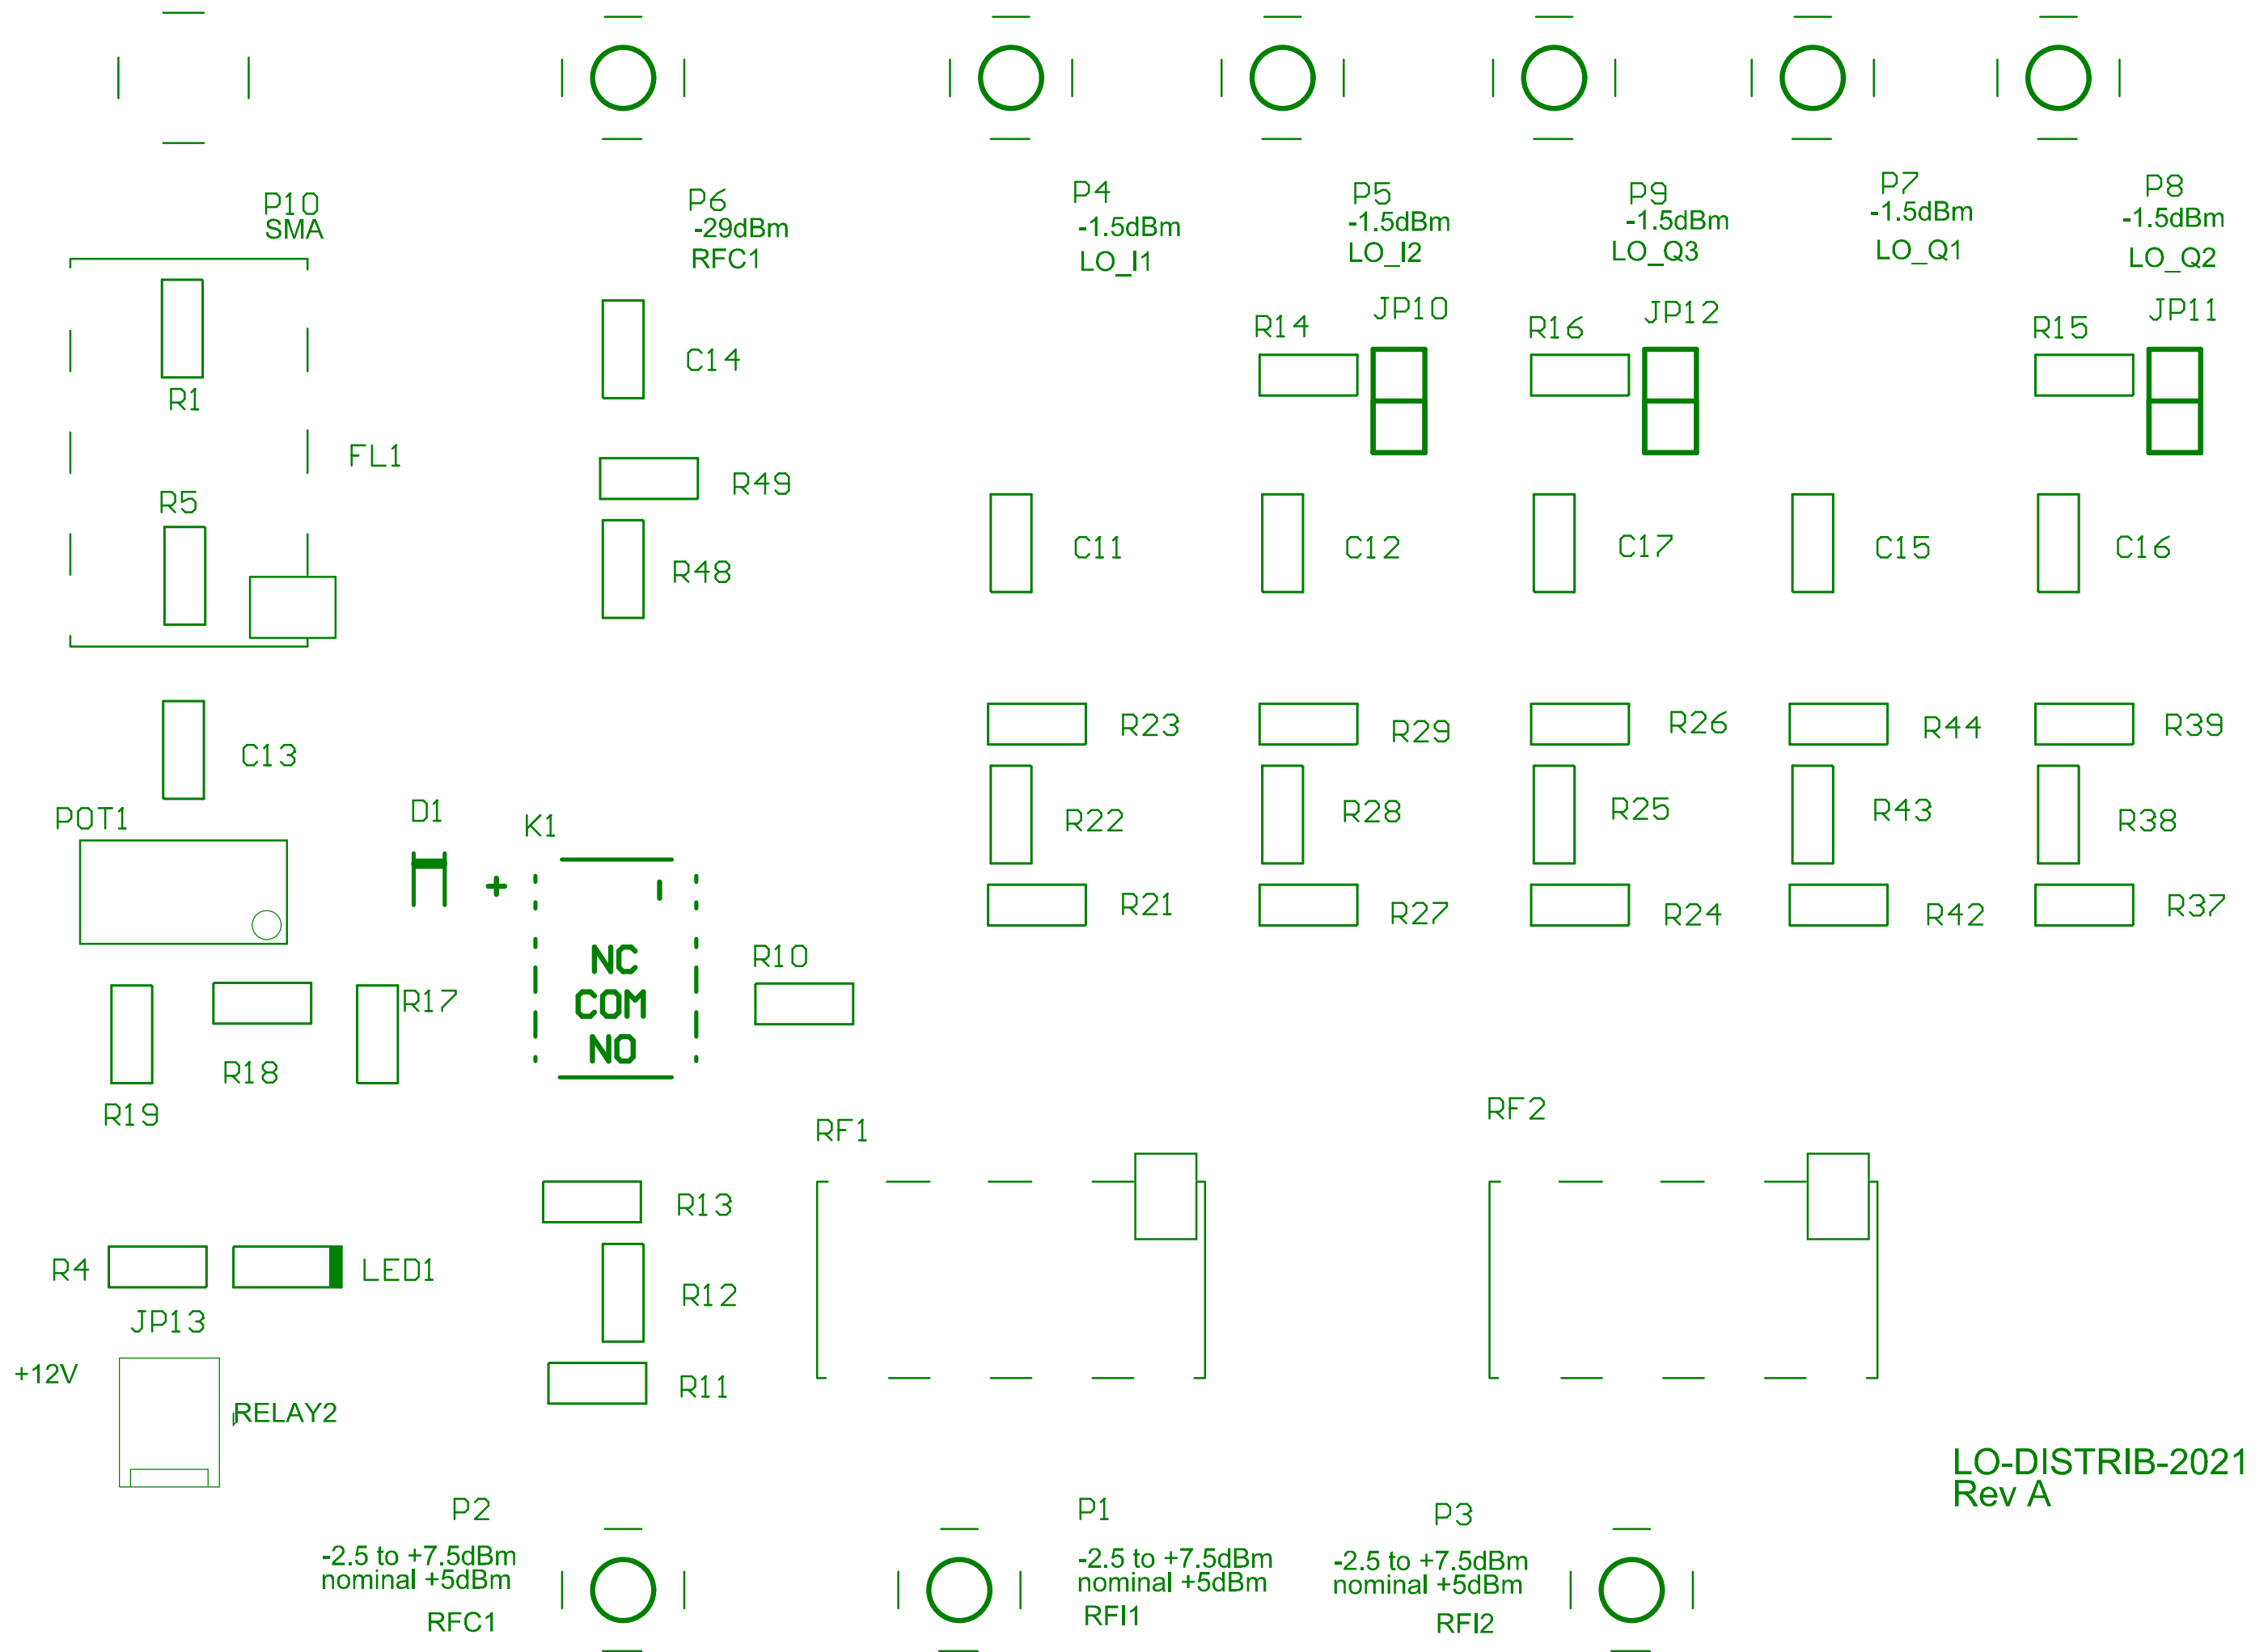 P10
SMA
P6
-29dBm
RFC1
P4
-1.5dBm
LO_I1
P5
-1.5dBm
LO_I2
P9
-1.5dBm
LO_Q3
P7
-1.5dBm
LO_Q1
P8
-1.5dBm
LO_Q2
R14
JP10
R16
JP12
R15
JP11
R1
C14
FL1
R5
R49
R48
C11
C12
C17
C15
C16
C13
R23
R29
R26
R44
R39
POT1
D1
K1
R22
R28
R25
R43
R38
+
-
R21
R27
R24
R42
R37
NC
COM
NO
R10
R17
R18
R19
RF1
RF2
R13
R4
LED1
R12
JP13
+12V
R11
RELAY2
LO-DISTRIB-2021
Rev A
P2
-2.5 to +7.5dBm
nominal +5dBm
RFC1
P1
-2.5 to +7.5dBm
nominal +5dBm
RFI1
P3
-2.5 to +7.5dBm
nominal +5dBm
RFI2